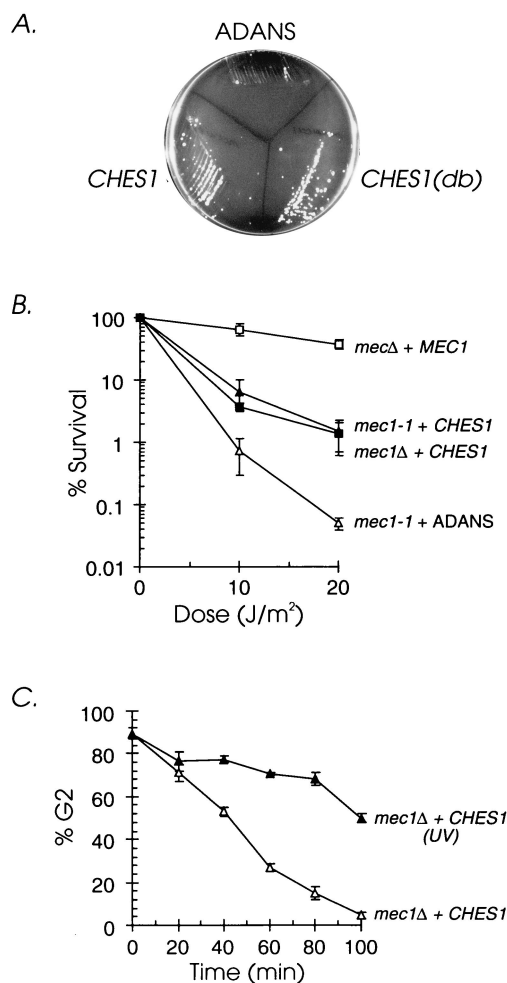 A.
ADANS
CHES1
CHES1(db)
B.
100
10
1
0.1
0.01
% Survival
0
10
20
Dose (J/m²)
mecΔ + MEC1
mec1-1 + CHES1
mec1Δ + CHES1
mec1-1 + ADANS
C.
100
80
60
40
20
0
% G2
0
20
40
60
80
100
Time (min)
mec1Δ + CHES1
(UV)
mec1Δ + CHES1